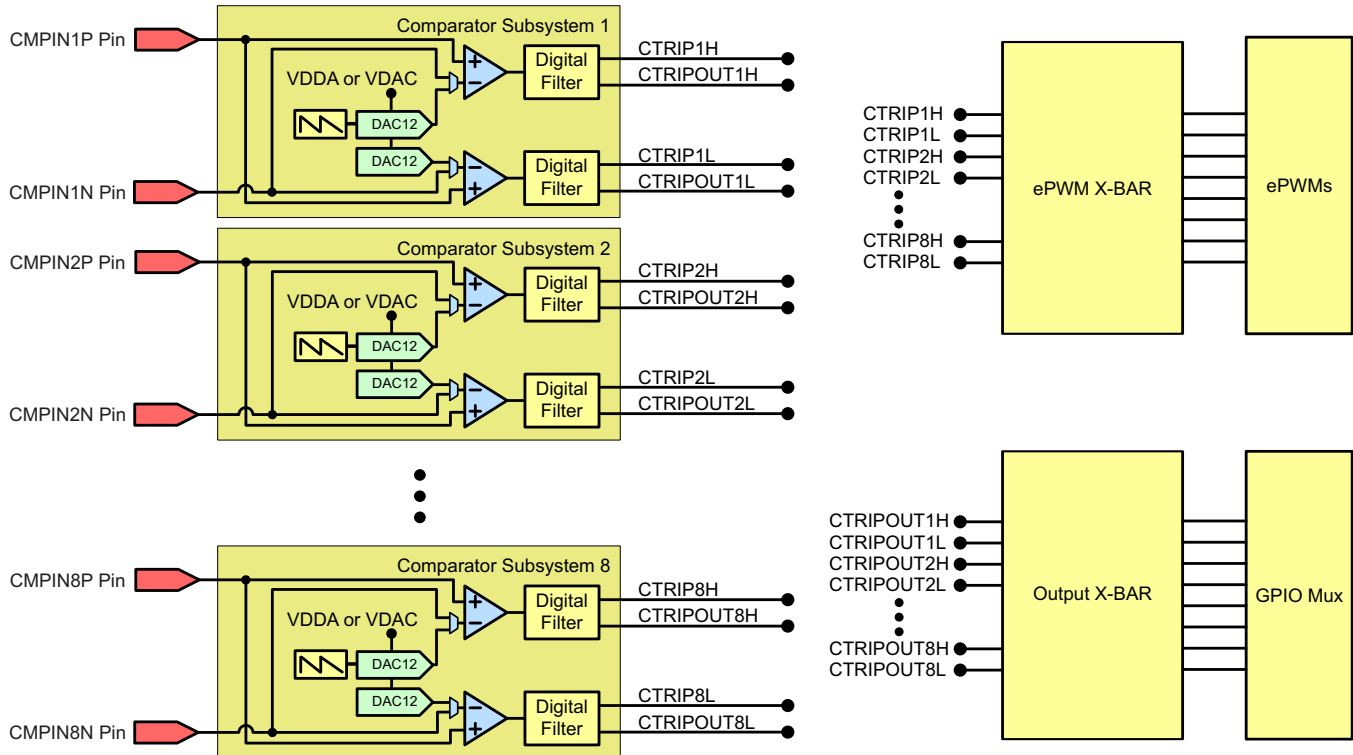 Comparator Subsystem 1
CMPIN1P Pin
VDDA or VDAC
DAC12
DAC12
Digital
Filter
Digital
Filter
CTRIP1H
CTRIPOUT1H
CTRIP1L
CTRIPOUT1L
CMPIN1N Pin
Comparator Subsystem 2
CMPIN2P Pin
VDDA or VDAC
DAC12
DAC12
Digital
Filter
Digital
Filter
CTRIP2H
CTRIPOUT2H
CTRIP2L
CTRIPOUT2L
CMPIN2N Pin
Comparator Subsystem 8
CMPIN8P Pin
VDDA or VDAC
DAC12
DAC12
Digital
Filter
Digital
Filter
CTRIP8H
CTRIPOUT8H
CTRIP8L
CTRIPOUT8L
CMPIN8N Pin
CTRIP1H
CTRIP1L
CTRIP2H
CTRIP2L
CTRIP8H
CTRIP8L
ePWM X-BAR
ePWMs
CTRIPOUT1H
CTRIPOUT1L
CTRIPOUT2H
CTRIPOUT2L
CTRIPOUT8H
CTRIPOUT8L
Output X-BAR
GPIO Mux